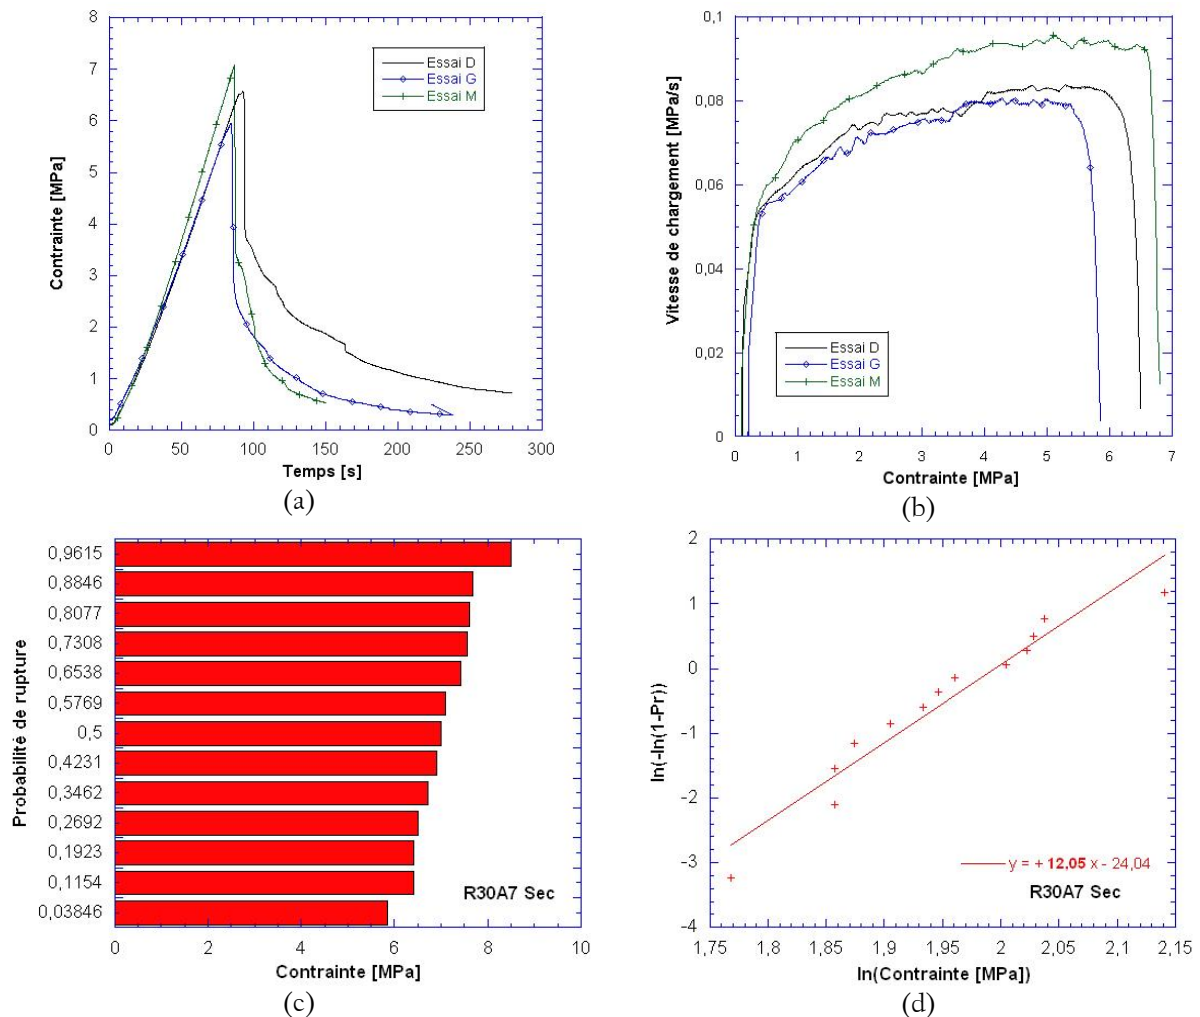 8
7
6
5
4
3
2
1
0
Contrainte [MPa]
Essai D
Essai G
Essai M
0 50 100 150 200 250 300
Temps [s]
(a)
0,1
0,08
0,06
0,04
0,02
0
Vitesse de chargement [MPa/s]
Essai D
Essai G
Essai M
0 1 2 3 4 5 6 7
Contrainte [MPa]
(b)
0,9615
0,8846
0,8077
0,7308
0,6538
0,5769
0,5
0,4231
0,3462
0,2692
0,1923
0,1154
0,03846
Probabilité de rupture
R30A7 Sec
0 2 4 6 8 10
Contrainte [MPa]
(c)
2
1
0
-1
-2
-3
-4
ln(-ln(1-Pr))
y = + 12,05 x - 24,04
R30A7 Sec
1,75 1,8 1,85 1,9 1,95 2 2,05 2,1 2,15
ln(Contrainte [MPa])
(d)